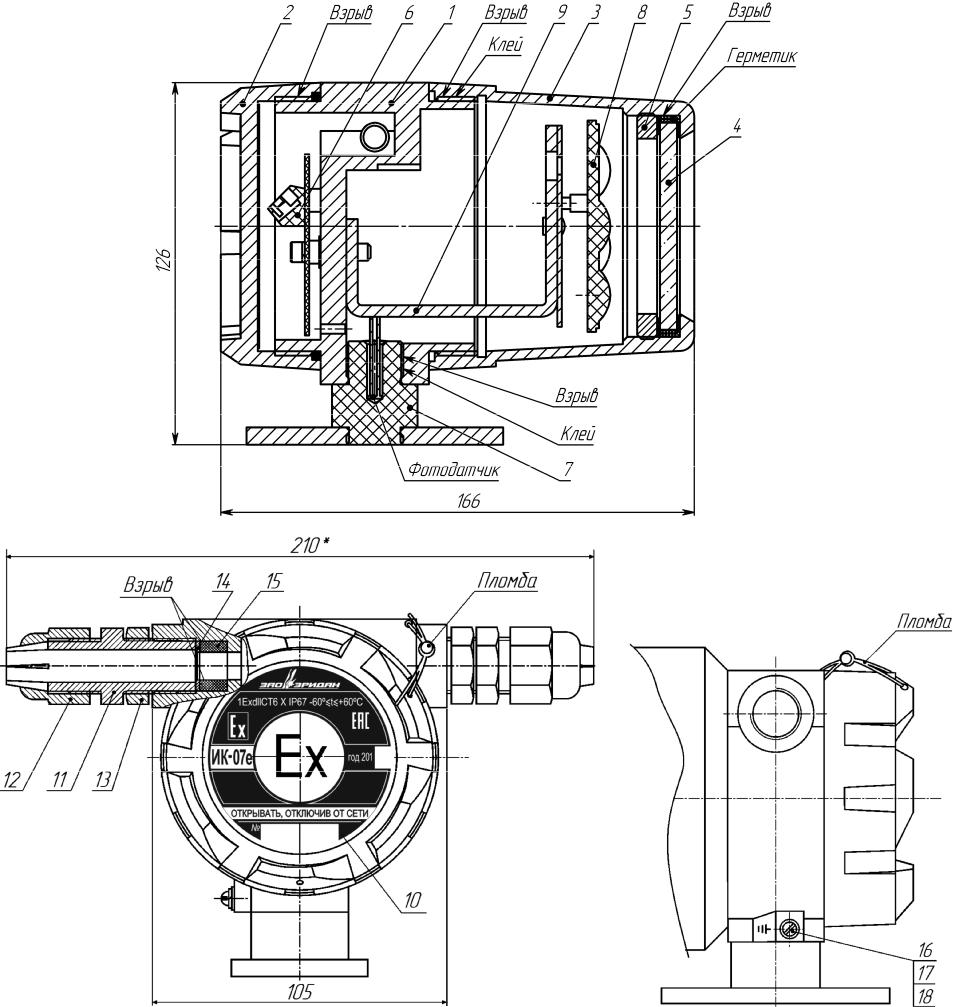 2
Взрыв
6
1
Взрыв
9
3
8
5
Взрыв
Клей
Герметик
4
126
Взрыв
Клей
Фотодатчик
7
166
210*
Взрыв
14
15
Пломба
Пломба
ЗАО ЭРИДАН
1ExdIICT6 X IP67 -60°≤t≤+60°C
Ex
EAC
ИК-07е
Ex
год 201
ОТКРЫВАТЬ, ОТКЛЮЧИВ ОТ СЕТИ
№
12
11
13
10
16
17
18
105